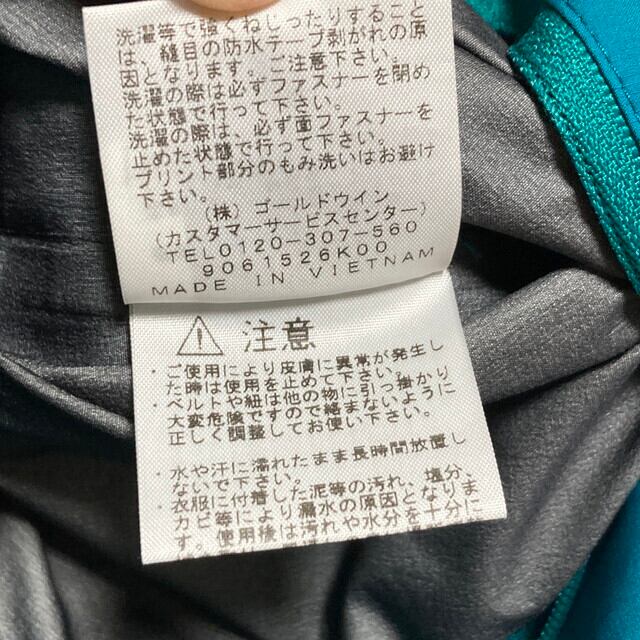 洗濯等で強くねじったりすること
は、縫目の防水テープ剥がれの原
因となります。ご注意下さい。
洗濯の際は必ずファスナーを閉め
た状態で行って下さい。
洗濯の際は、必ず面ファスナーを
止めた状態で行って下さい。
プリント部分のもみ洗いはお避け
下さい。
(株) ゴールドウイン
(カスタマーサービスセンター)
TEL0120-307-560
9061526K00
MADE IN VIETNAM
注意
・ご使用により皮膚に異常が発生し
た時は使用を止めて下さい。
・ベルトや紐は他の物に引っ掛かり
大変危険ですので絡まないように
正しく調整してお使い下さい。
・水や汗に濡れたまま長時間放置し
ないで下さい。
・衣服に付着した泥等の汚れ、塩分、
カビ等により漏水の原因となりま
す。使用後は汚れや水分を十分に